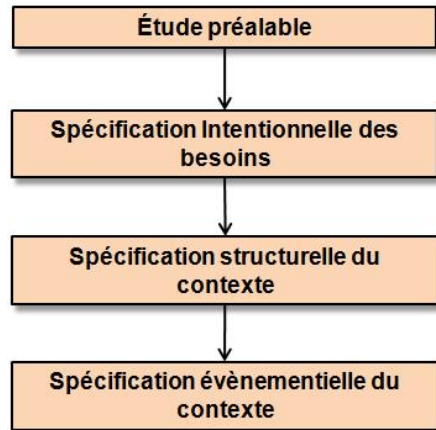 Étude préalable
Spécification Intentionnelle des
besoins
Spécification structurelle du
contexte
Spécification évènementielle du
contexte